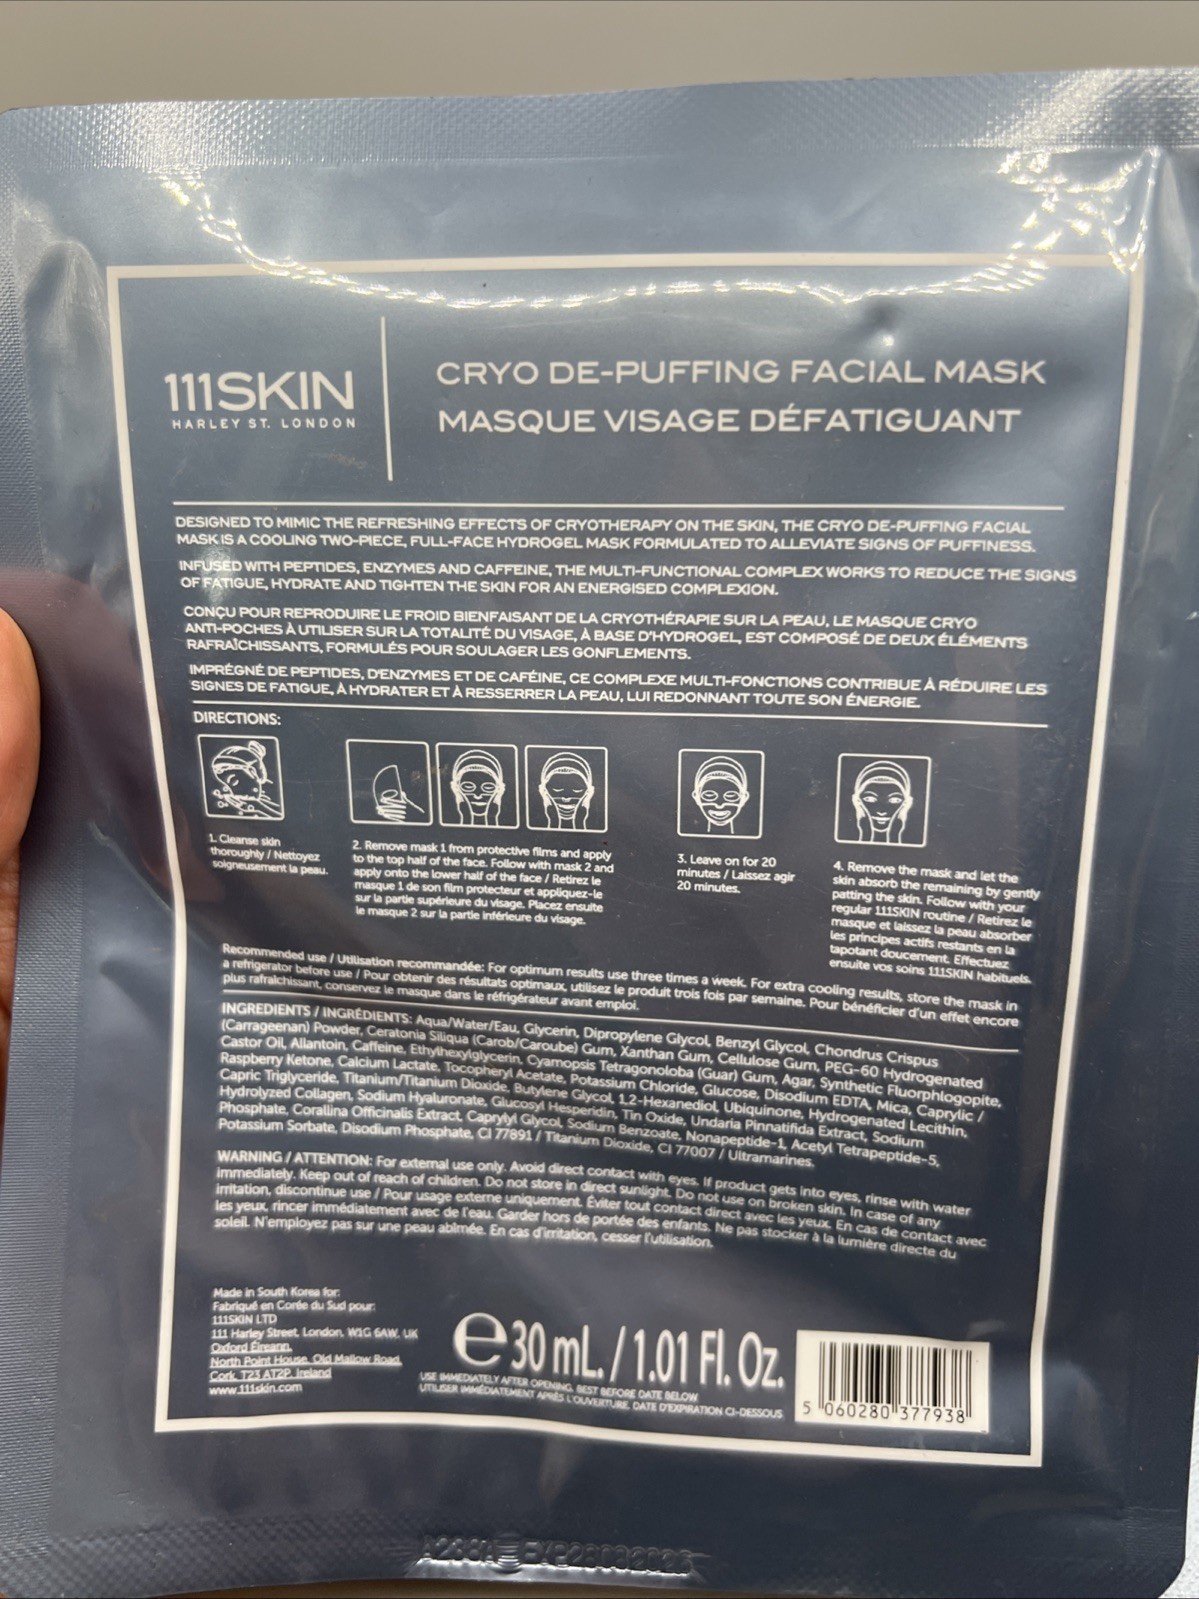 111SKIN
HARLEY ST. LONDON
CRYO DE-PUFFING FACIAL MASK
MASQUE VISAGE DÉFATIGUANT
DESIGNED TO MIMIC THE REFRESHING EFFECTS OF CRYOTHERAPY ON THE SKIN, THE CRYO DE-PUFFING FACIAL
MASK IS A COOLING TWO-PIECE, FULL-FACE HYDROGEL MASK FORMULATED TO ALLEVIATE SIGNS OF PUFFINESS.
INFUSED WITH PEPTIDES, ENZYMES AND CAFFEINE, THE MULTI-FUNCTIONAL COMPLEX WORKS TO REDUCE THE SIGNS
OF FATIGUE, HYDRATE AND TIGHTEN THE SKIN FOR AN ENERGISED COMPLEXION.
CONÇU POUR REPRODUIRE LE FROID BIENFAISANT DE LA CRYOTHÉRAPIE SUR LA PEAU, LE MASQUE CRYO
ANTI-POCHES À UTILISER SUR LA TOTALITÉ DU VISAGE, À BASE D'HYDROGEL, EST COMPOSÉ DE DEUX ÉLÉMENTS
RAFRAÎCHISSANTS, FORMULÉS POUR SOULAGER LES GONFLEMENTS.
IMPRÉGNÉ DE PEPTIDES, D'ENZYMES ET DE CAFÉINE, CE COMPLEXE MULTI-FONCTIONS CONTRIBUE À RÉDUIRE LES
SIGNES DE FATIGUE, À HYDRATER ET À RESSERRER LA PEAU, LUI REDONNANT TOUTE SON ÉNERGIE.
DIRECTIONS:
1. Cleanse skin
thoroughly / Nettoyez
soigneusement la peau.
2. Remove mask 1 from protective films and apply
to the top half of the face. Follow with mask 2 and
apply onto the lower half of the face / Retirez le
masque 1 de son film protecteur et appliquez-le
sur la partie supérieure du visage. Placez ensuite
le masque 2 sur la partie inférieure du visage.
3. Leave on for 20
minutes / Laissez agir
20 minutes.
4. Remove the mask and let the
skin absorb the remaining by gently
patting the skin. Follow with your
regular 111SKIN routine / Retirez le
masque et laissez la peau absorber
les principes actifs restants en la
tapotant doucement. Effectuez
ensuite vos soins 111SKIN habituels.
Recommended use / Utilisation recommandée: For optimum results use three times a week. For extra cooling results, store the mask in
a refrigerator before use / Pour obtenir des résultats optimaux, utilisez le produit trois fois par semaine. Pour bénéficier d'un effet encore
plus rafraîchissant, conservez le masque dans le réfrigérateur avant emploi.
INGREDIENTS / INGRÉDIENTS: Aqua/Water/Eau, Glycerin, Dipropylene Glycol, Benzyl Glycol, Chondrus Crispus
(Carrageenan) Powder, Ceratonia Siliqua (Carob/Caroube) Gum, Xanthan Gum, Cellulose Gum, PEG-60 Hydrogenated
Castor Oil, Allantoin, Caffeine, Ethylhexylglycerin, Cyamopsis Tetragonoloba (Guar) Gum, Agar, Synthetic Fluorphlogopite,
Raspberry Ketone, Calcium Lactate, Tocopheryl Acetate, Potassium Chloride, Glucose, Disodium EDTA, Mica, Caprylic /
Capric Triglyceride, Titanium/Titanium Dioxide, Butylene Glycol, 1,2-Hexanediol, Ubiquinone, Hydrogenated Lecithin,
Hydrolyzed Collagen, Sodium Hyaluronate, Glucosyl Hesperidin, Tin Oxide, Undaria Pinnatifida Extract, Sodium
Phosphate, Corallina Officinalis Extract, Caprylyl Glycol, Sodium Benzoate, Nonapeptide-1, Acetyl Tetrapeptide-5,
Potassium Sorbate, Disodium Phosphate, CI 77891 / Titanium Dioxide, CI 77007 / Ultramarines.
WARNING / ATTENTION: For external use only. Avoid direct contact with eyes. If product gets into eyes, rinse with water
immediately. Keep out of reach of children. Do not store in direct sunlight. Do not use on broken skin. In case of any
irritation, discontinue use / Pour usage externe uniquement. Éviter tout contact direct avec les yeux. En cas de contact avec
les yeux, rincer immédiatement avec de l'eau. Garder hors de portée des enfants. Ne pas stocker à la lumière directe du
soleil. N'employez pas sur une peau abîmée. En cas d'irritation, cesser l'utilisation.
Made in South Korea for:
Fabriqué en Corée du Sud pour:
111SKIN LTD
111 Harley Street, London, W1G 6AW, UK
Oxford Éireann,
North Point House, Old Mallow Road,
Cork, T23 AT2P, Ireland
www.111skin.com
e 30 mL. / 1.01 Fl. Oz.
USE IMMEDIATELY AFTER OPENING. BEST BEFORE DATE BELOW
UTILISER IMMÉDIATEMENT APRÈS L'OUVERTURE. DATE D'EXPIRATION CI-DESSOUS
5 060280 377938